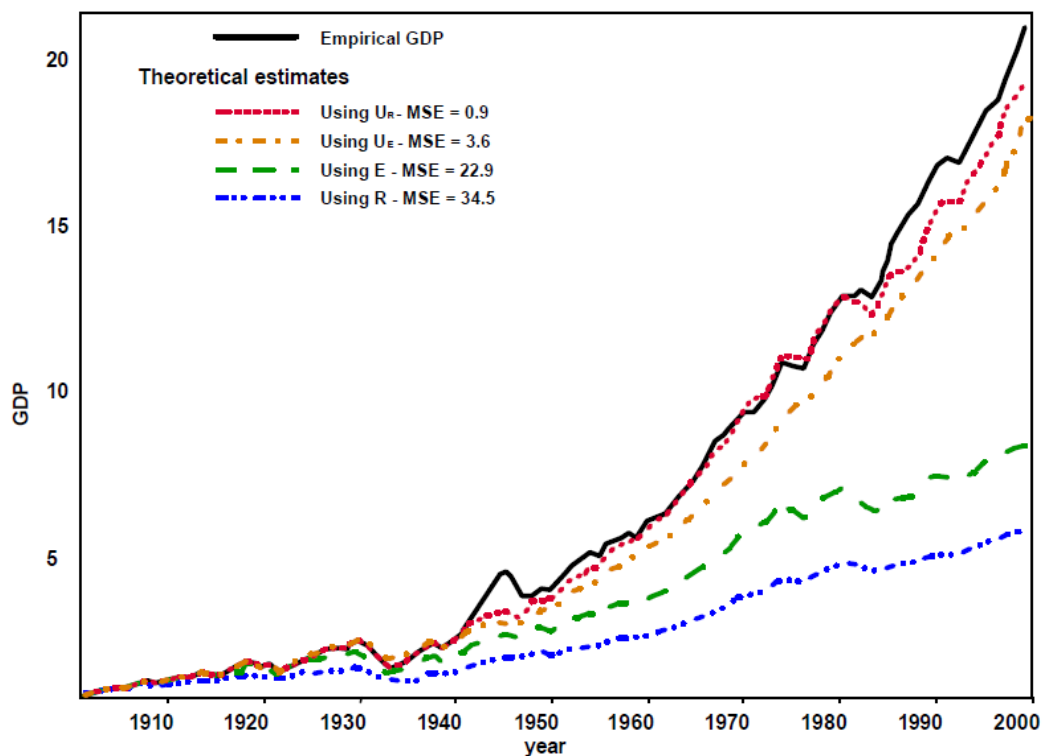 Empirical GDP
Theoretical estimates
Using UR - MSE = 0.9
Using UE - MSE = 3.6
Using E - MSE = 22.9
Using R - MSE = 34.5
20
15
10
5
GDP
1910 1920 1930 1940 1950 1960 1970 1980 1990 2000
year